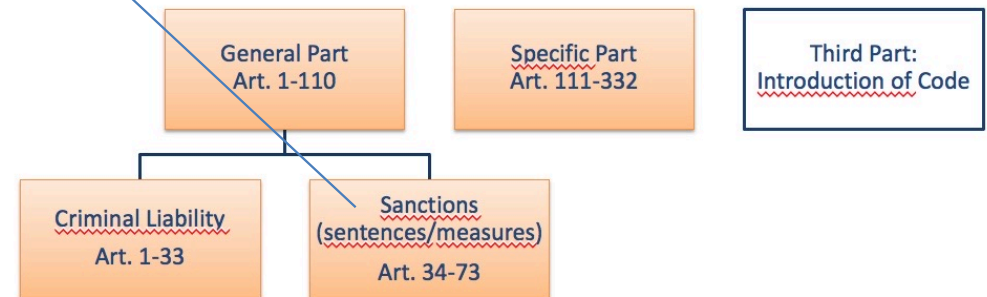 General Part
Art. 1-110
Specific Part
Art. 111-332
Third Part:
Introduction of Code
Criminal Liability
Art. 1-33
Sanctions
(sentences/measures)
Art. 34-73